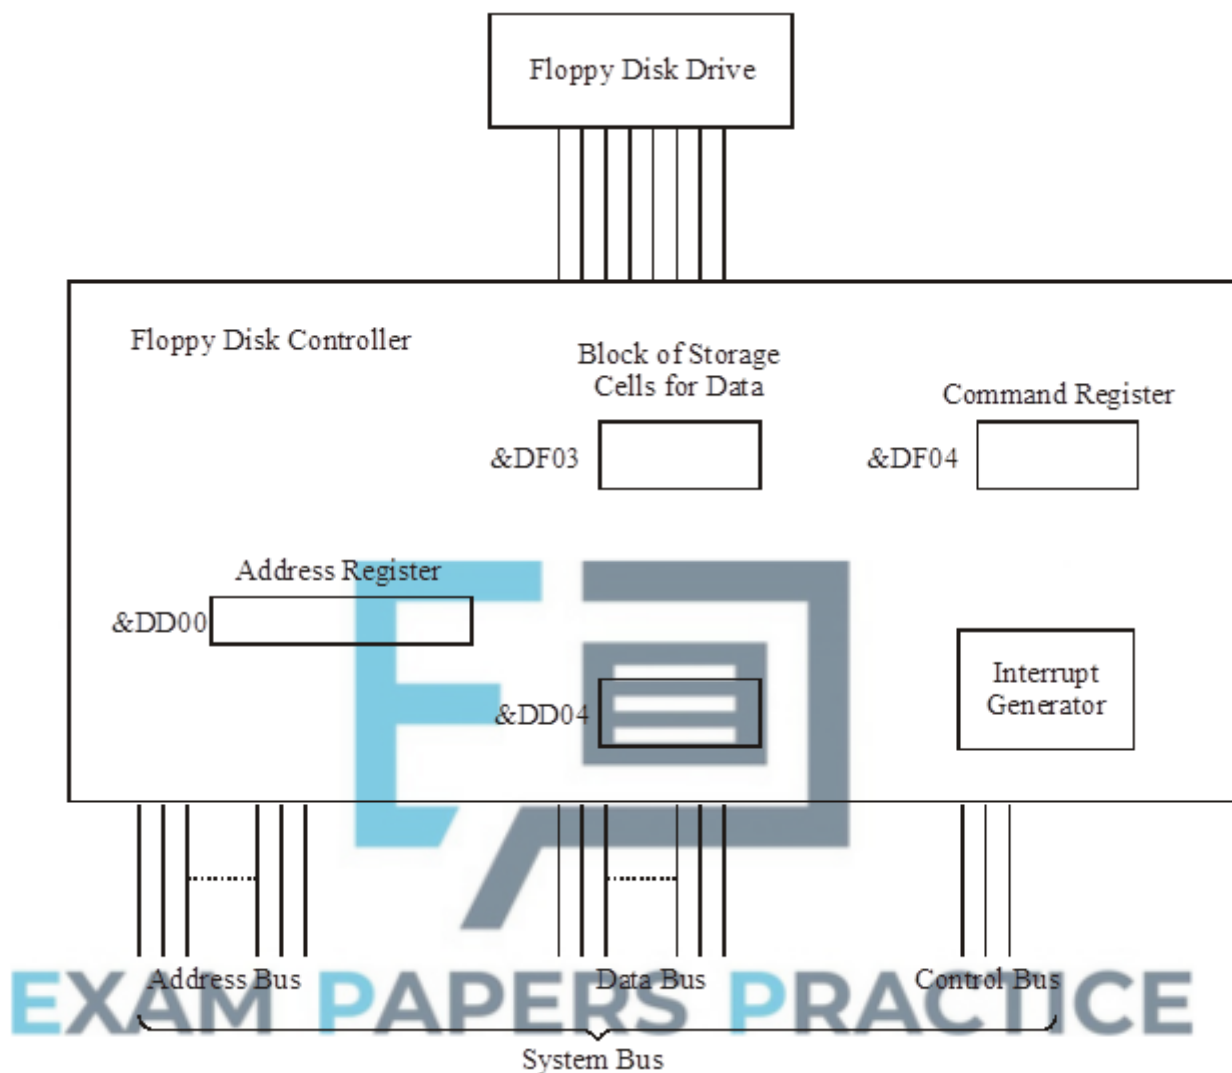 Floppy Disk Drive
Floppy Disk Controller
Block of Storage
Cells for Data
Command Register
&DF03
&DF04
Address Register
&DD00
&DD04
Interrupt
Generator
Address Bus
Data Bus
Control Bus
EXAM PAPERS PRACTICE
System Bus